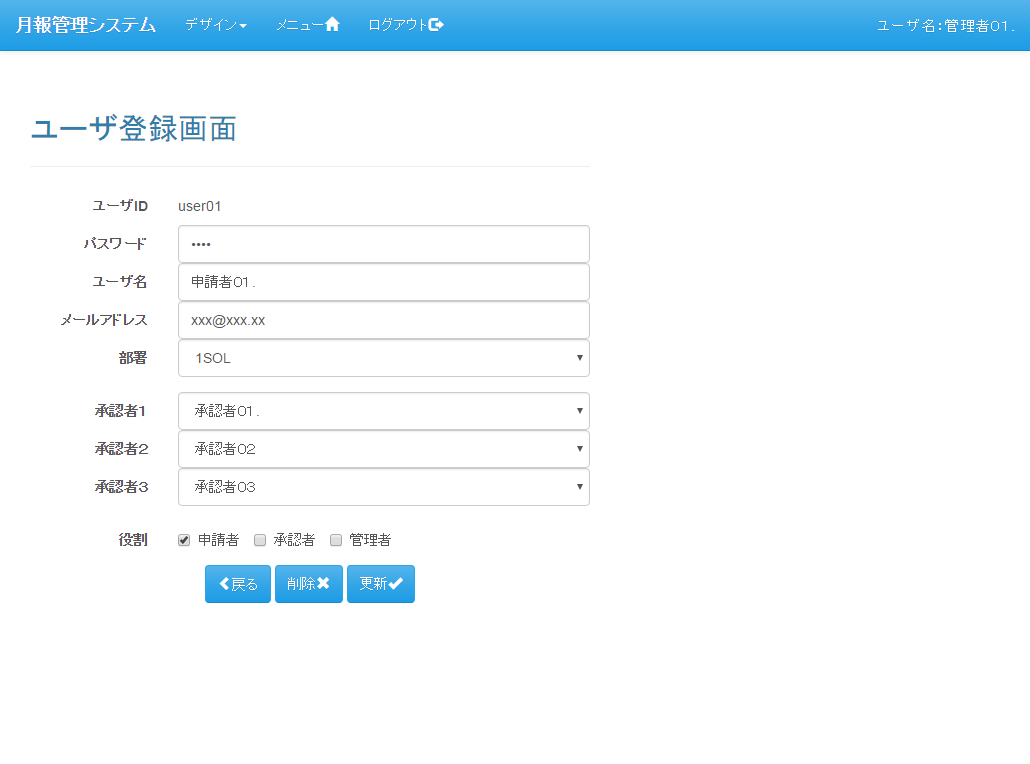 月報管理システム デザイン メニュー ログアウト ユーザ名:管理者01.
ユーザ登録画面
ユーザID user01
パスワード ••••
ユーザ名 申請者01.
メールアドレス xxx@xxx.xx
部署 1SOL
承認者1 承認者01.
承認者2 承認者02
承認者3 承認者03
役割 申請者 承認者 管理者
戻る 削除 更新